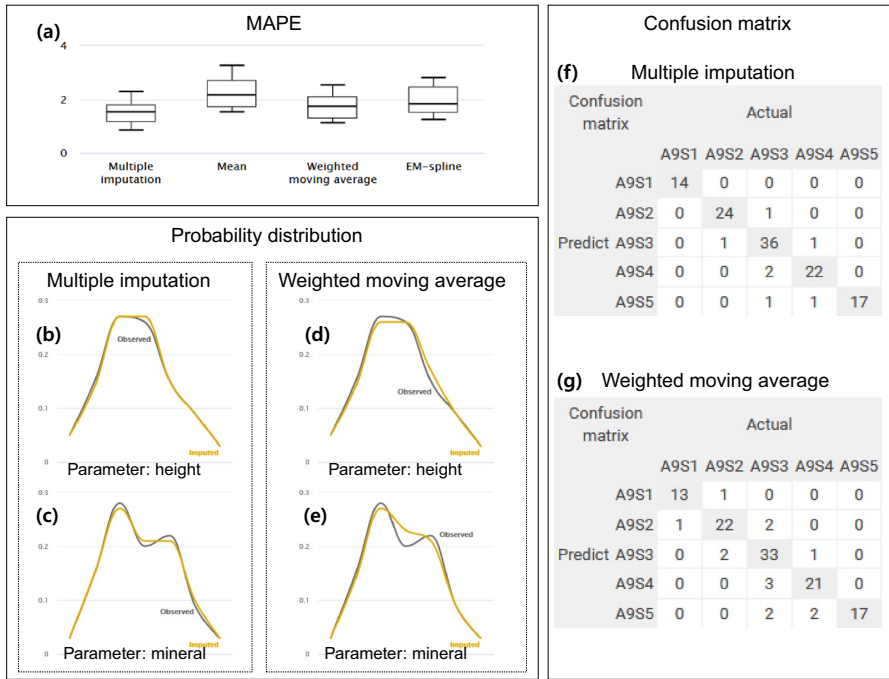 MAPE
(a)
4
2
0
Multiple
imputation
Mean
Weighted
moving average
EM-spline
Probability distribution
Multiple imputation
0.3
(b)
Observed
0.2
0.1
0
Imputed
Parameter: height
0.3
(c)
0.2
0.1
Observed
0
Imputed
Parameter: mineral
Weighted moving average
0.3
(d)
0.2
Observed
0.1
0
Imputed
Parameter: height
0.3
(e)
Observed
0.2
0.1
0
Imputed
Parameter: mineral
Confusion matrix
(f) Multiple imputation
Confusion
matrix
Actual
A9S1 A9S2 A9S3 A9S4 A9S5
A9S1 14 0 0 0 0
A9S2 0 24 1 0 0
Predict A9S3 0 1 36 1 0
A9S4 0 0 2 22 0
A9S5 0 0 1 1 17
(g) Weighted moving average
Confusion
matrix
Actual
A9S1 A9S2 A9S3 A9S4 A9S5
A9S1 13 1 0 0 0
A9S2 1 22 2 0 0
Predict A9S3 0 2 33 1 0
A9S4 0 0 3 21 0
A9S5 0 0 2 2 17